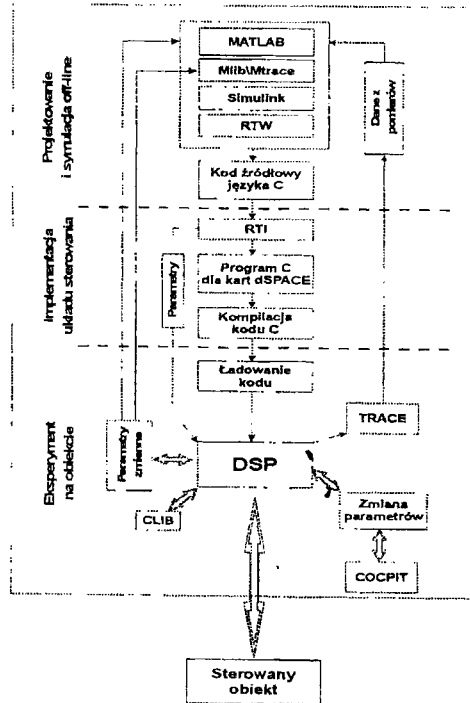 Projektowanie
i symulacja off-line
MATLAB
Mlib\Mtrace
Simulink
RTW
Dane z
pomiarów
Kod źródłowy
języka C
Implementacja
układu sterowania
RTI
Parametry
Program C
dla kart dSPACE
Kompilacja
kodu C
Eksperyment
na obiekcie
Ładowanie
kodu
Parametry
zmienne
DSP
TRACE
CLIB
Zmiana
parametrów
COCPIT
Sterowany
obiekt